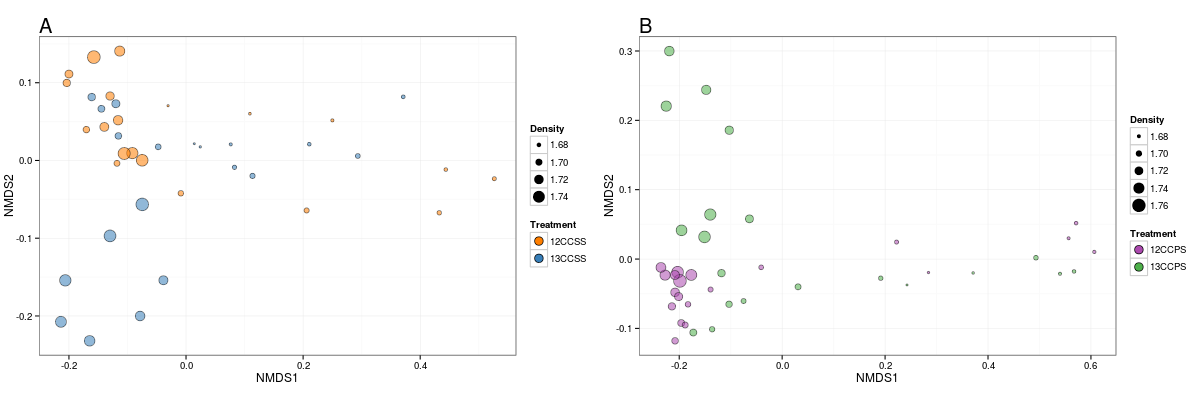 A
0.1
0.0
-0.1
-0.2
NMDS2
-0.2
0.0
0.2
0.4
NMDS1
Density
1.68
1.70
1.72
1.74
Treatment
12CCSS
13CCSS
B
0.3
0.2
0.1
0.0
-0.1
NMDS2
-0.2
0.0
0.2
0.4
0.6
NMDS1
Density
1.68
1.70
1.72
1.74
1.76
Treatment
12CCPS
13CCPS